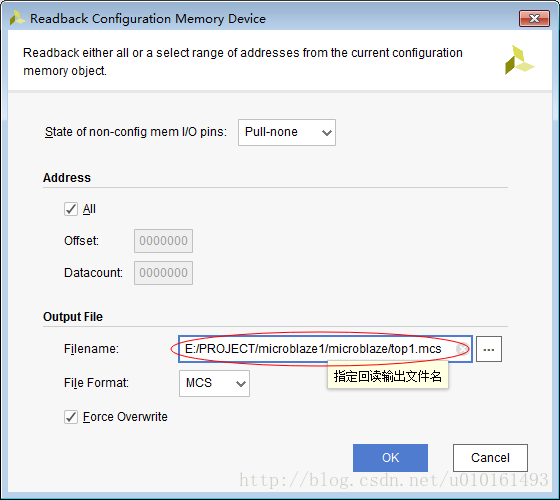 Readback Configuration Memory Device
Readback either all or a select range of addresses from the current configuration
memory object.
State of non-config mem I/O pins: Pull-none
Address
All
Offset: 0000000
Datacount: 0000000
Output File
Filename: E:/PROJECT/microblaze1/microblaze/top1.mcs ...
指定回读输出文件名
File Format: MCS
Force Overwrite
OK Cancel
http://blog.csdn.net/u010161493